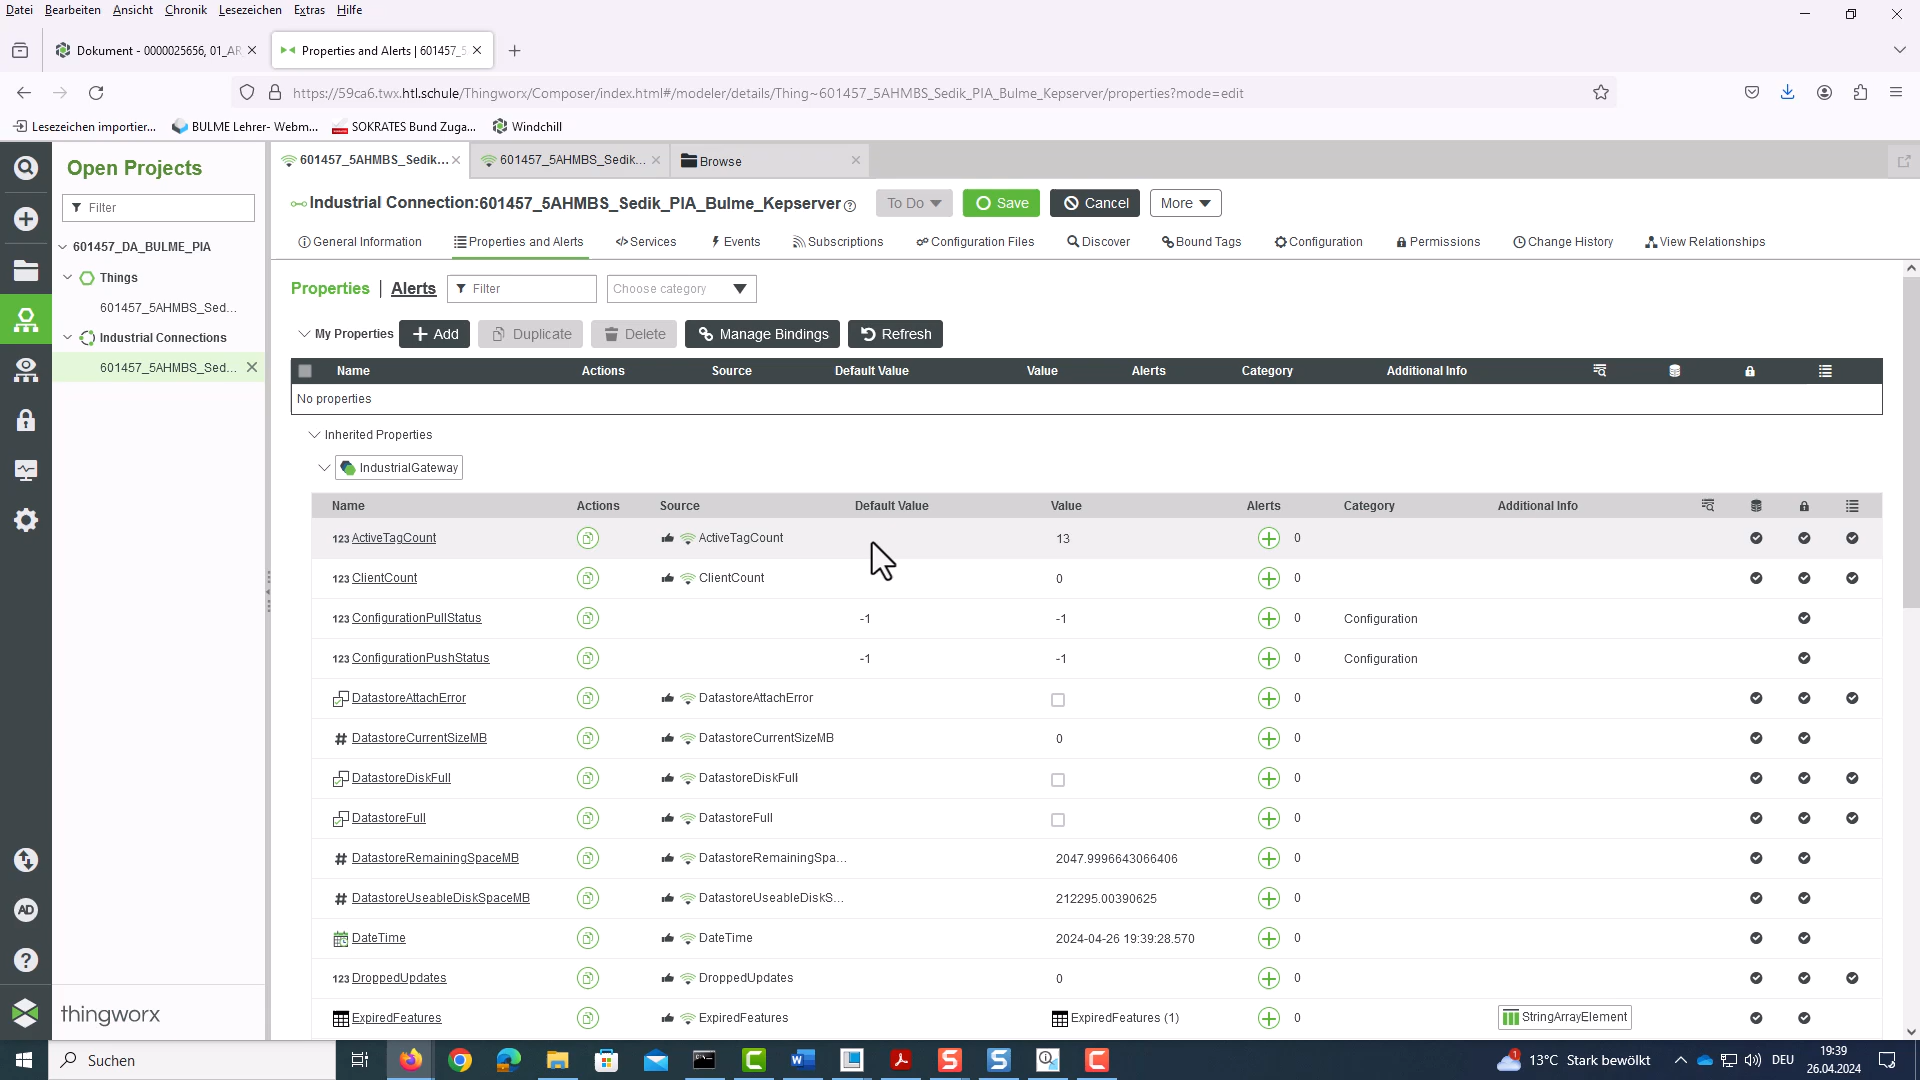 Datei Bearbeiten Ansicht Chronik Lesezeichen Extras Hilfe
Dokument - 0000025656, 01_AR
Properties and Alerts | 601457_5
https://59ca6.twx.htl.schule/Thingworx/Composer/index.html#/modeler/details/Thing~601457_5AHMBS_Sedik_PIA_Bulme_Kepserver/properties?mode=edit
Lesezeichen importier... BULME Lehrer- Webm... SOKRATES Bund Zuga... Windchill
Open Projects
Filter
601457_DA_BULME_PIA
Things
601457_5AHMBS_Sed...
Industrial Connections
601457_5AHMBS_Sed...
AD
thingworx
601457_5AHMBS_Sedik... 601457_5AHMBS_Sedik... Browse
Industrial Connection:601457_5AHMBS_Sedik_PIA_Bulme_Kepserver To Do Save Cancel More
General Information Properties and Alerts Services Events Subscriptions Configuration Files Discover Bound Tags Configuration Permissions Change History View Relationships
Properties | Alerts Filter Choose category
My Properties Add Duplicate Delete Manage Bindings Refresh
Name Actions Source Default Value Value Alerts Category Additional Info
No properties
Inherited Properties
IndustrialGateway
Name Actions Source Default Value Value Alerts Category Additional Info
123 ActiveTagCount ActiveTagCount 13 0
123 ClientCount ClientCount 0 0
123 ConfigurationPullStatus -1 -1 0 Configuration
123 ConfigurationPushStatus -1 -1 0 Configuration
DatastoreAttachError DatastoreAttachError 0
# DatastoreCurrentSizeMB DatastoreCurrentSizeMB 0 0
DatastoreDiskFull DatastoreDiskFull 0
DatastoreFull DatastoreFull 0
# DatastoreRemainingSpaceMB DatastoreRemainingSpa... 2047.9996643066406 0
# DatastoreUseableDiskSpaceMB DatastoreUseableDiskS... 212295.00390625 0
DateTime DateTime 2024-04-26 19:39:28.570 0
123 DroppedUpdates DroppedUpdates 0 0
ExpiredFeatures ExpiredFeatures ExpiredFeatures (1) 0 StringArrayElement
Suchen
13°C Stark bewölkt
DEU
19:39
26.04.2024